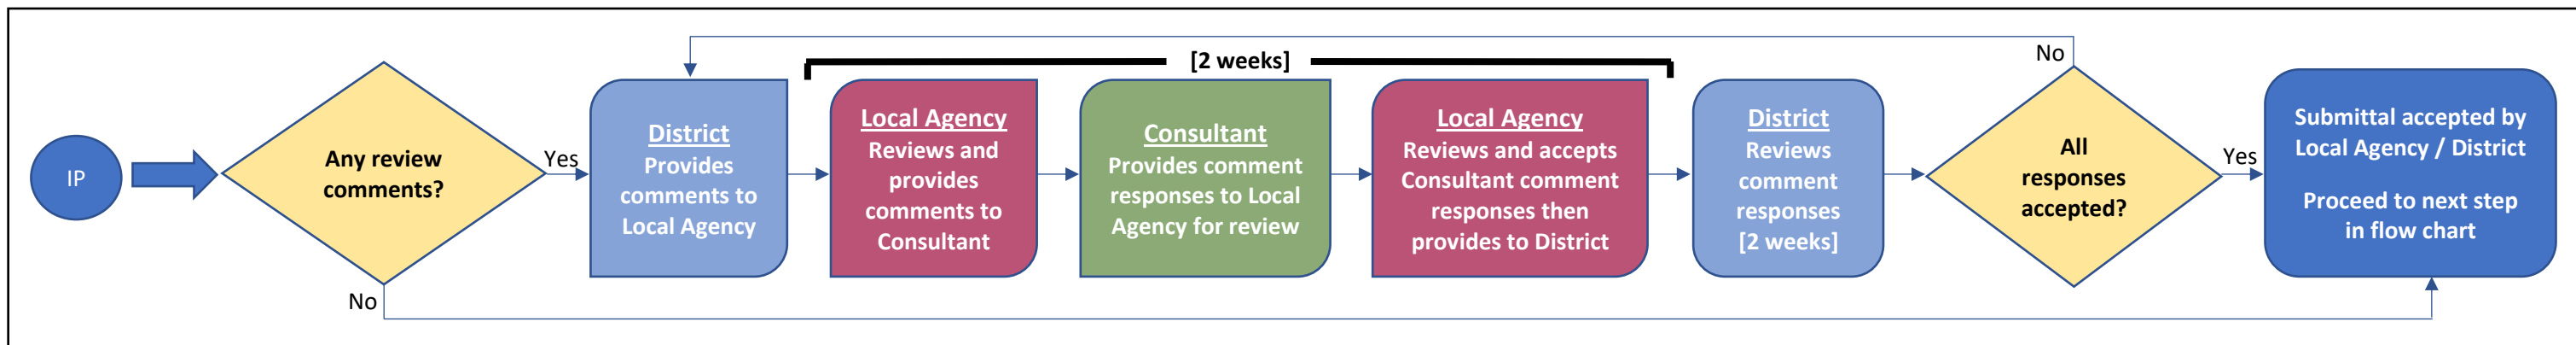 IP
Any review
comments?
Yes
No
District
Provides
comments to
Local Agency
[2 weeks]
Local Agency
Reviews and
provides
comments to
Consultant
Consultant
Provides comment
responses to Local
Agency for review
Local Agency
Reviews and accepts
Consultant comment
responses then
provides to District
District
Reviews
comment
responses
[2 weeks]
No
All
responses
accepted?
Yes
Submittal accepted by
Local Agency / District
Proceed to next step
in flow chart